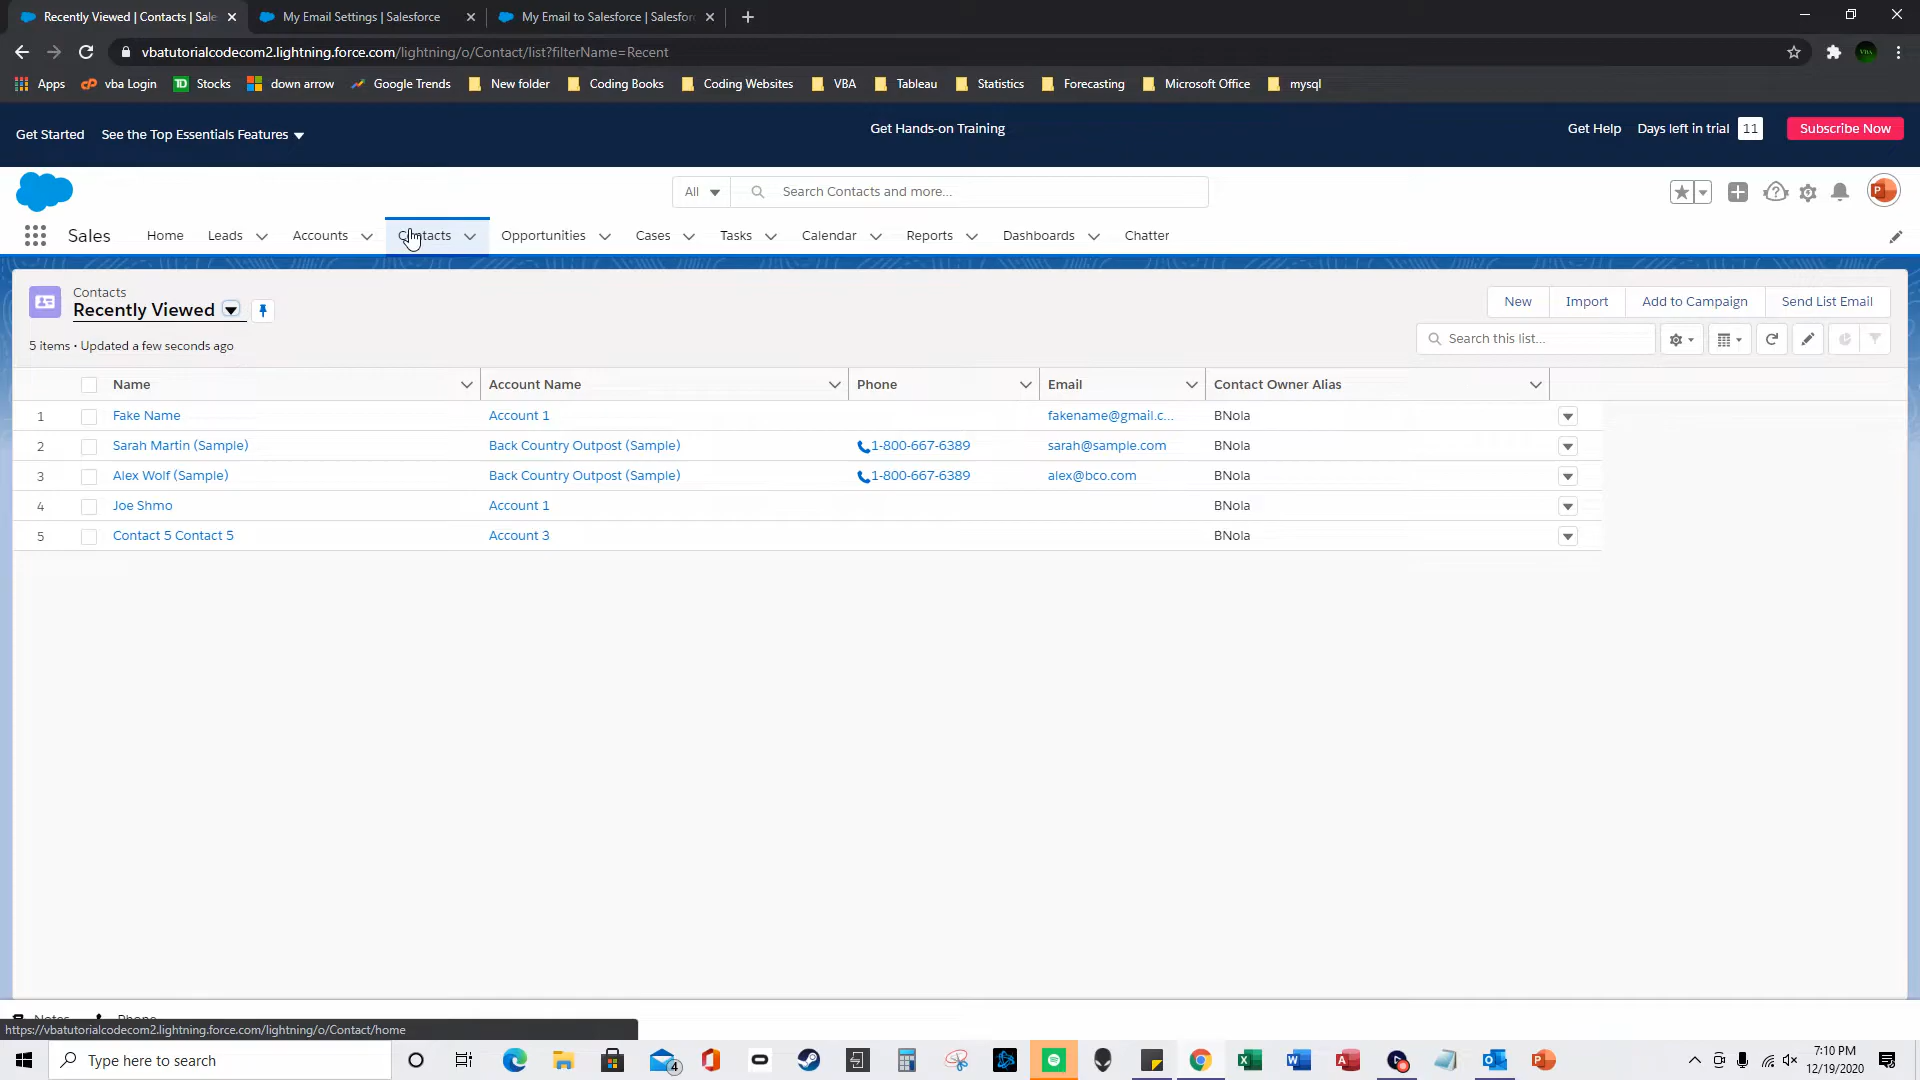 Recently Viewed | Contacts | Sale
My Email Settings | Salesforce
My Email to Salesforce | Salesforc
vbatutorialcodecom2.lightning.force.com/lightning/o/Contact/list?filterName=Recent
Apps
vba Login
Stocks
down arrow
Google Trends
New folder
Coding Books
Coding Websites
VBA
Tableau
Statistics
Forecasting
Microsoft Office
mysql
Get Started
See the Top Essentials Features
Get Hands-on Training
Get Help
Days left in trial 11
Subscribe Now
All
Search Contacts and more...
Sales
Home
Leads
Accounts
Contacts
Opportunities
Cases
Tasks
Calendar
Reports
Dashboards
Chatter
Contacts
Recently Viewed
New
Import
Add to Campaign
Send List Email
5 items • Updated a few seconds ago
Search this list...
Name Account Name Phone Email Contact Owner Alias
1 Fake Name Account 1 fakename@gmail.c... BNola
2 Sarah Martin (Sample) Back Country Outpost (Sample) 1-800-667-6389 sarah@sample.com BNola
3 Alex Wolf (Sample) Back Country Outpost (Sample) 1-800-667-6389 alex@bco.com BNola
4 Joe Shmo Account 1 BNola
5 Contact 5 Contact 5 Account 3 BNola
Notes
Phone
https://vbatutorialcodecom2.lightning.force.com/lightning/o/Contact/home
Type here to search
4
7:10 PM
12/19/2020